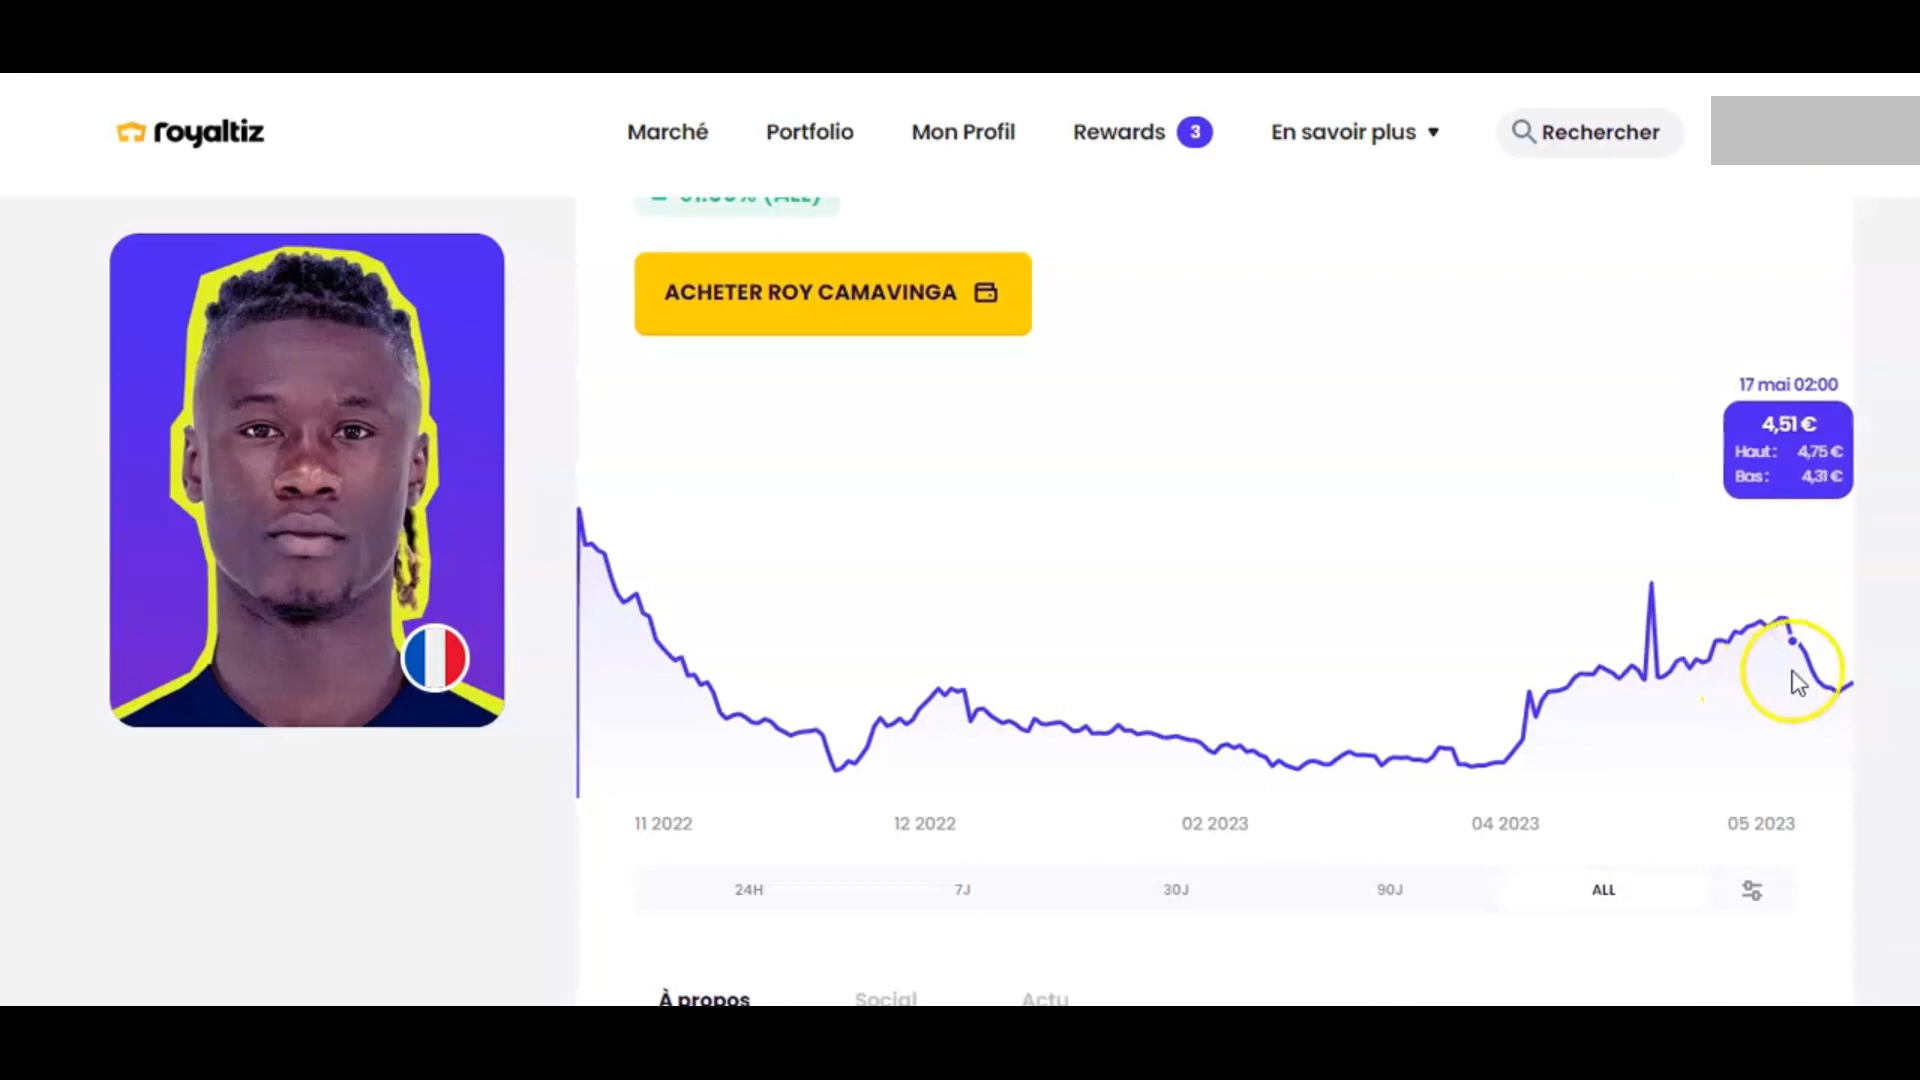 royaltiz
Marché Portfolio Mon Profil Rewards 3 En savoir plus Rechercher
(ALL)
ACHETER ROY CAMAVINGA
17 mai 02:00
4,51 €
Haut: 4,75 €
Bas: 4,31 €
11 2022 12 2022 02 2023 04 2023 05 2023
24H 7J 30J 90J ALL
À propos Social Actu